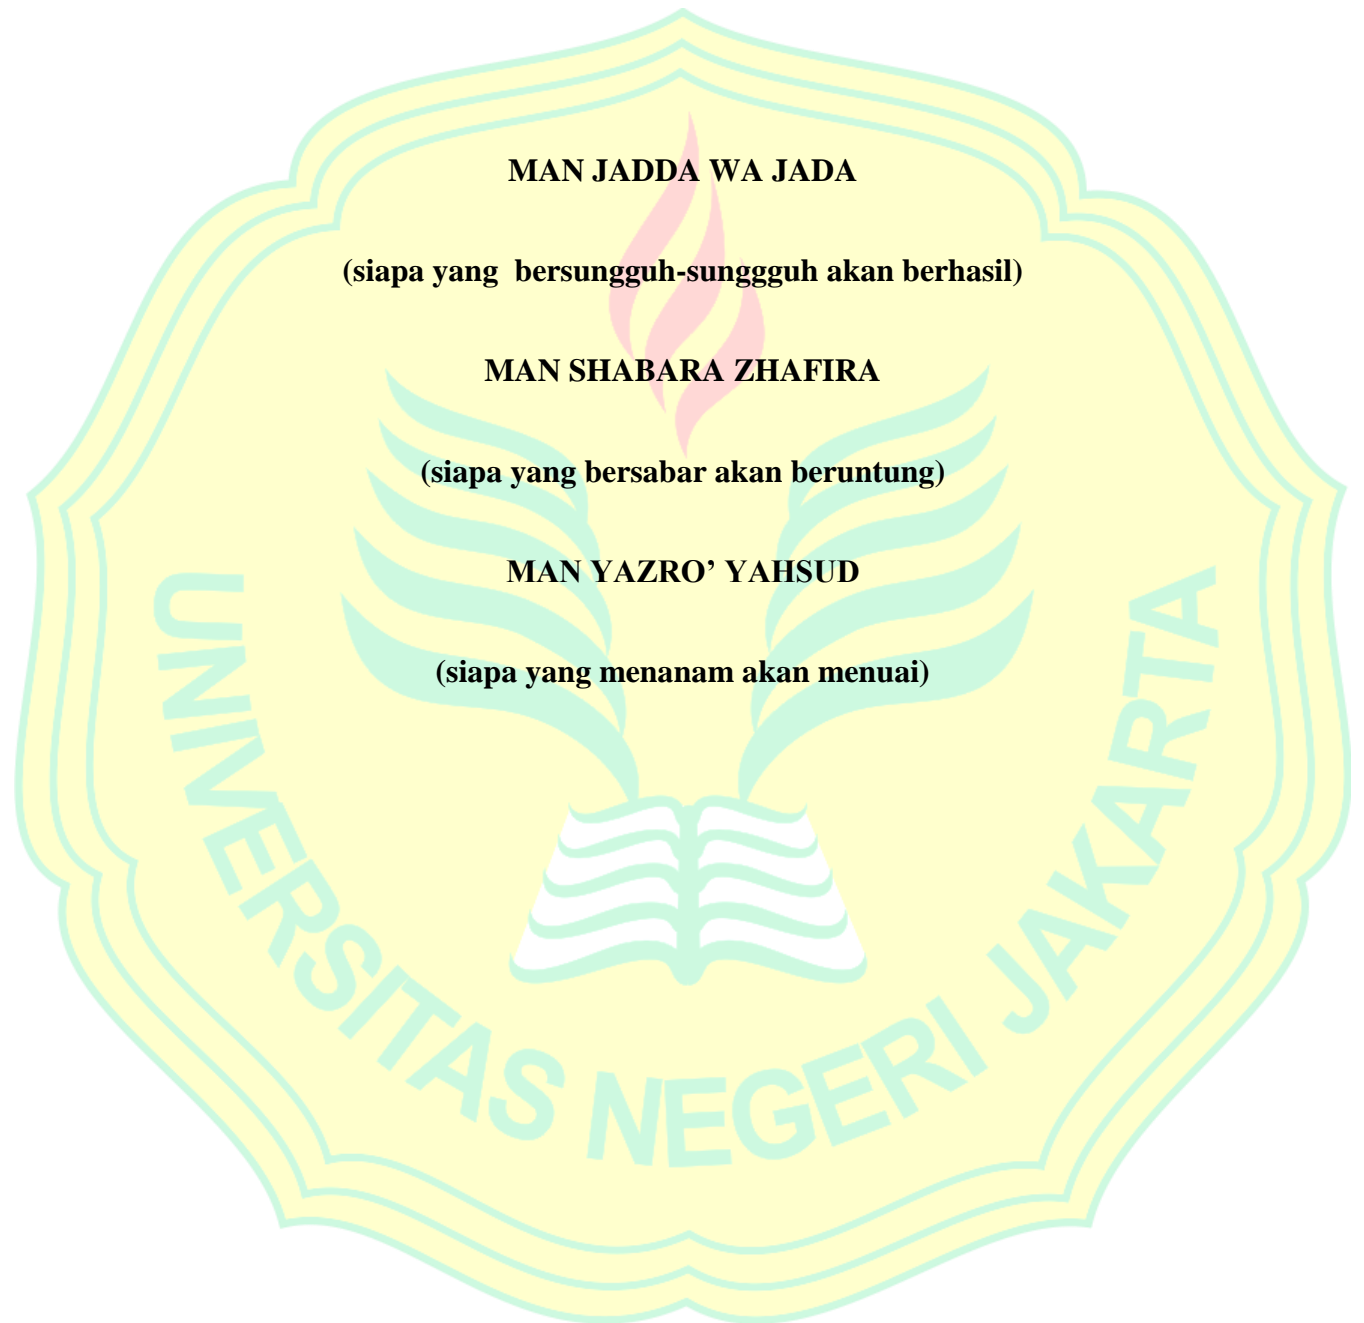 MAN JADDA WA JADA
(siapa yang bersungguh-sunggguh akan berhasil)
MAN SHABARA ZHAFIRA
(siapa yang bersabar akan beruntung)
MAN YAZRO’ YAHSUD
(siapa yang menanam akan menuai)
UNIVERSITAS NEGERI JAKARTA